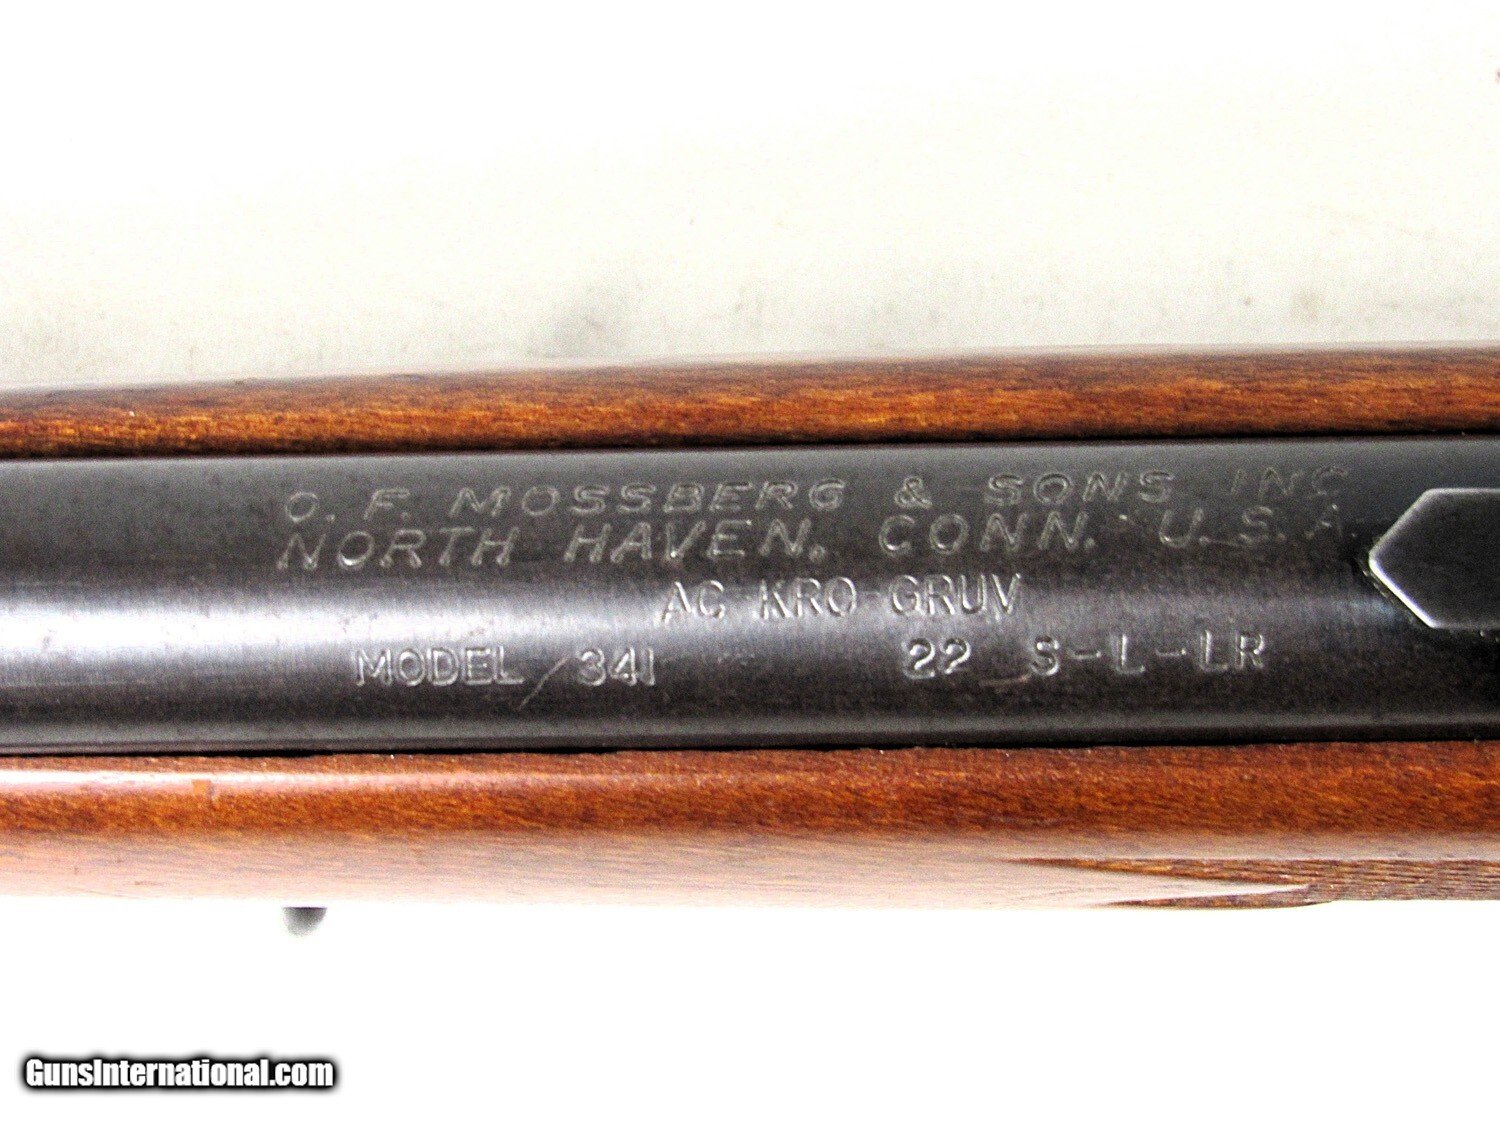 O. F. MOSSBERG & SONS INC
NORTH HAVEN, CONN. U.S.A.
AC-KRO-GRUV
MODEL 341 22 S-L-LR
GunsInternational.com